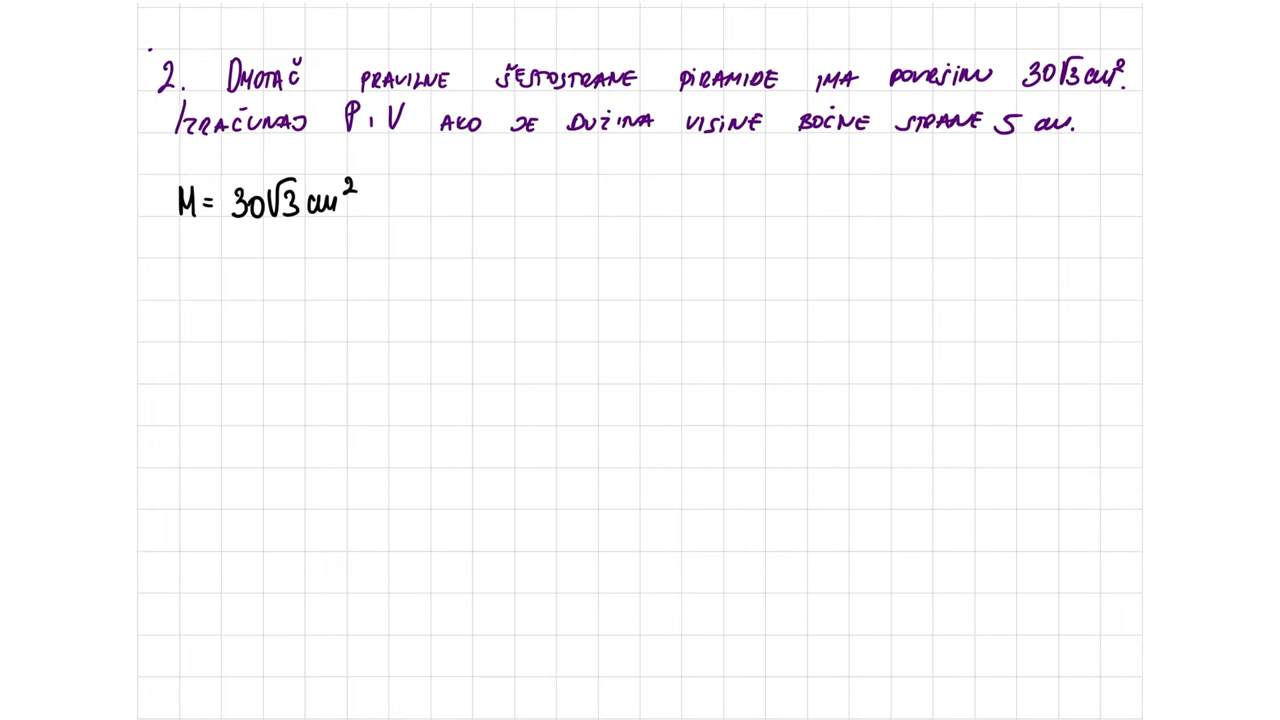 2. OMOTAČ PRAVILNE ŠESTOSTRANE PIRAMIDE IMA POVRŠINU 30√3 cm².
IZRAČUNAJ P I V AKO JE DUŽINA VISINE BOČNE STRANE 5 cm.
M = 30√3 cm²